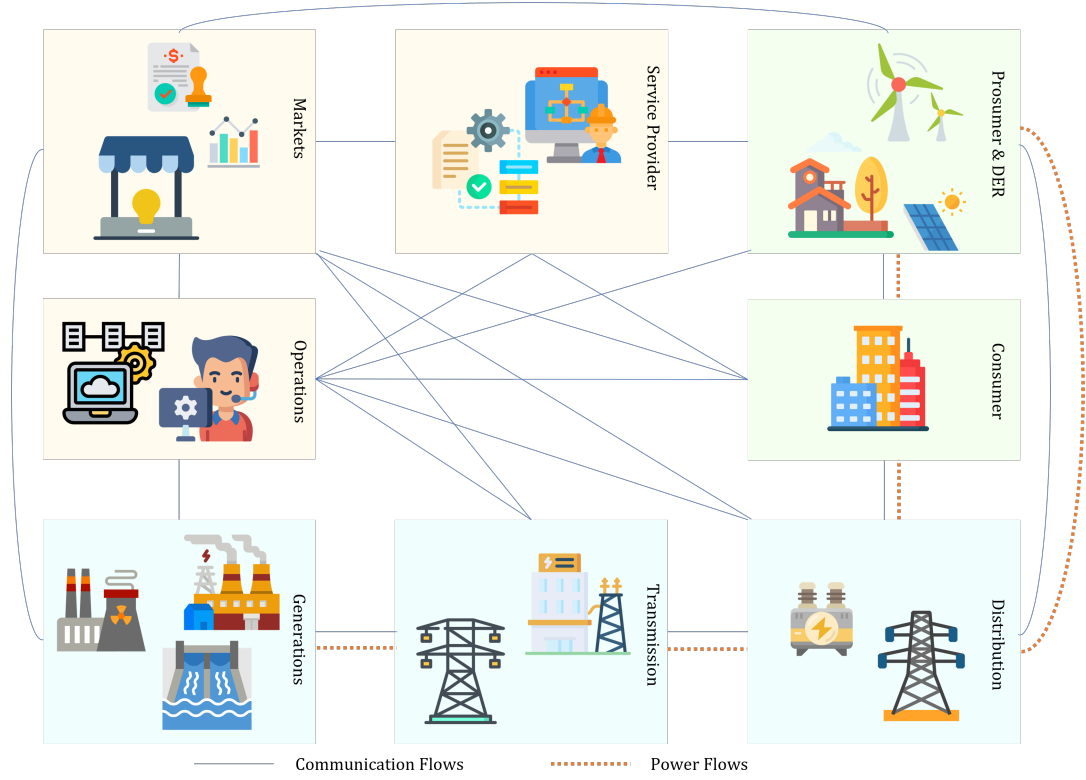 Markets
Service Provider
Prosumer & DER
Operations
Consumer
Generations
Transmission
Distribution
Communication Flows
Power Flows